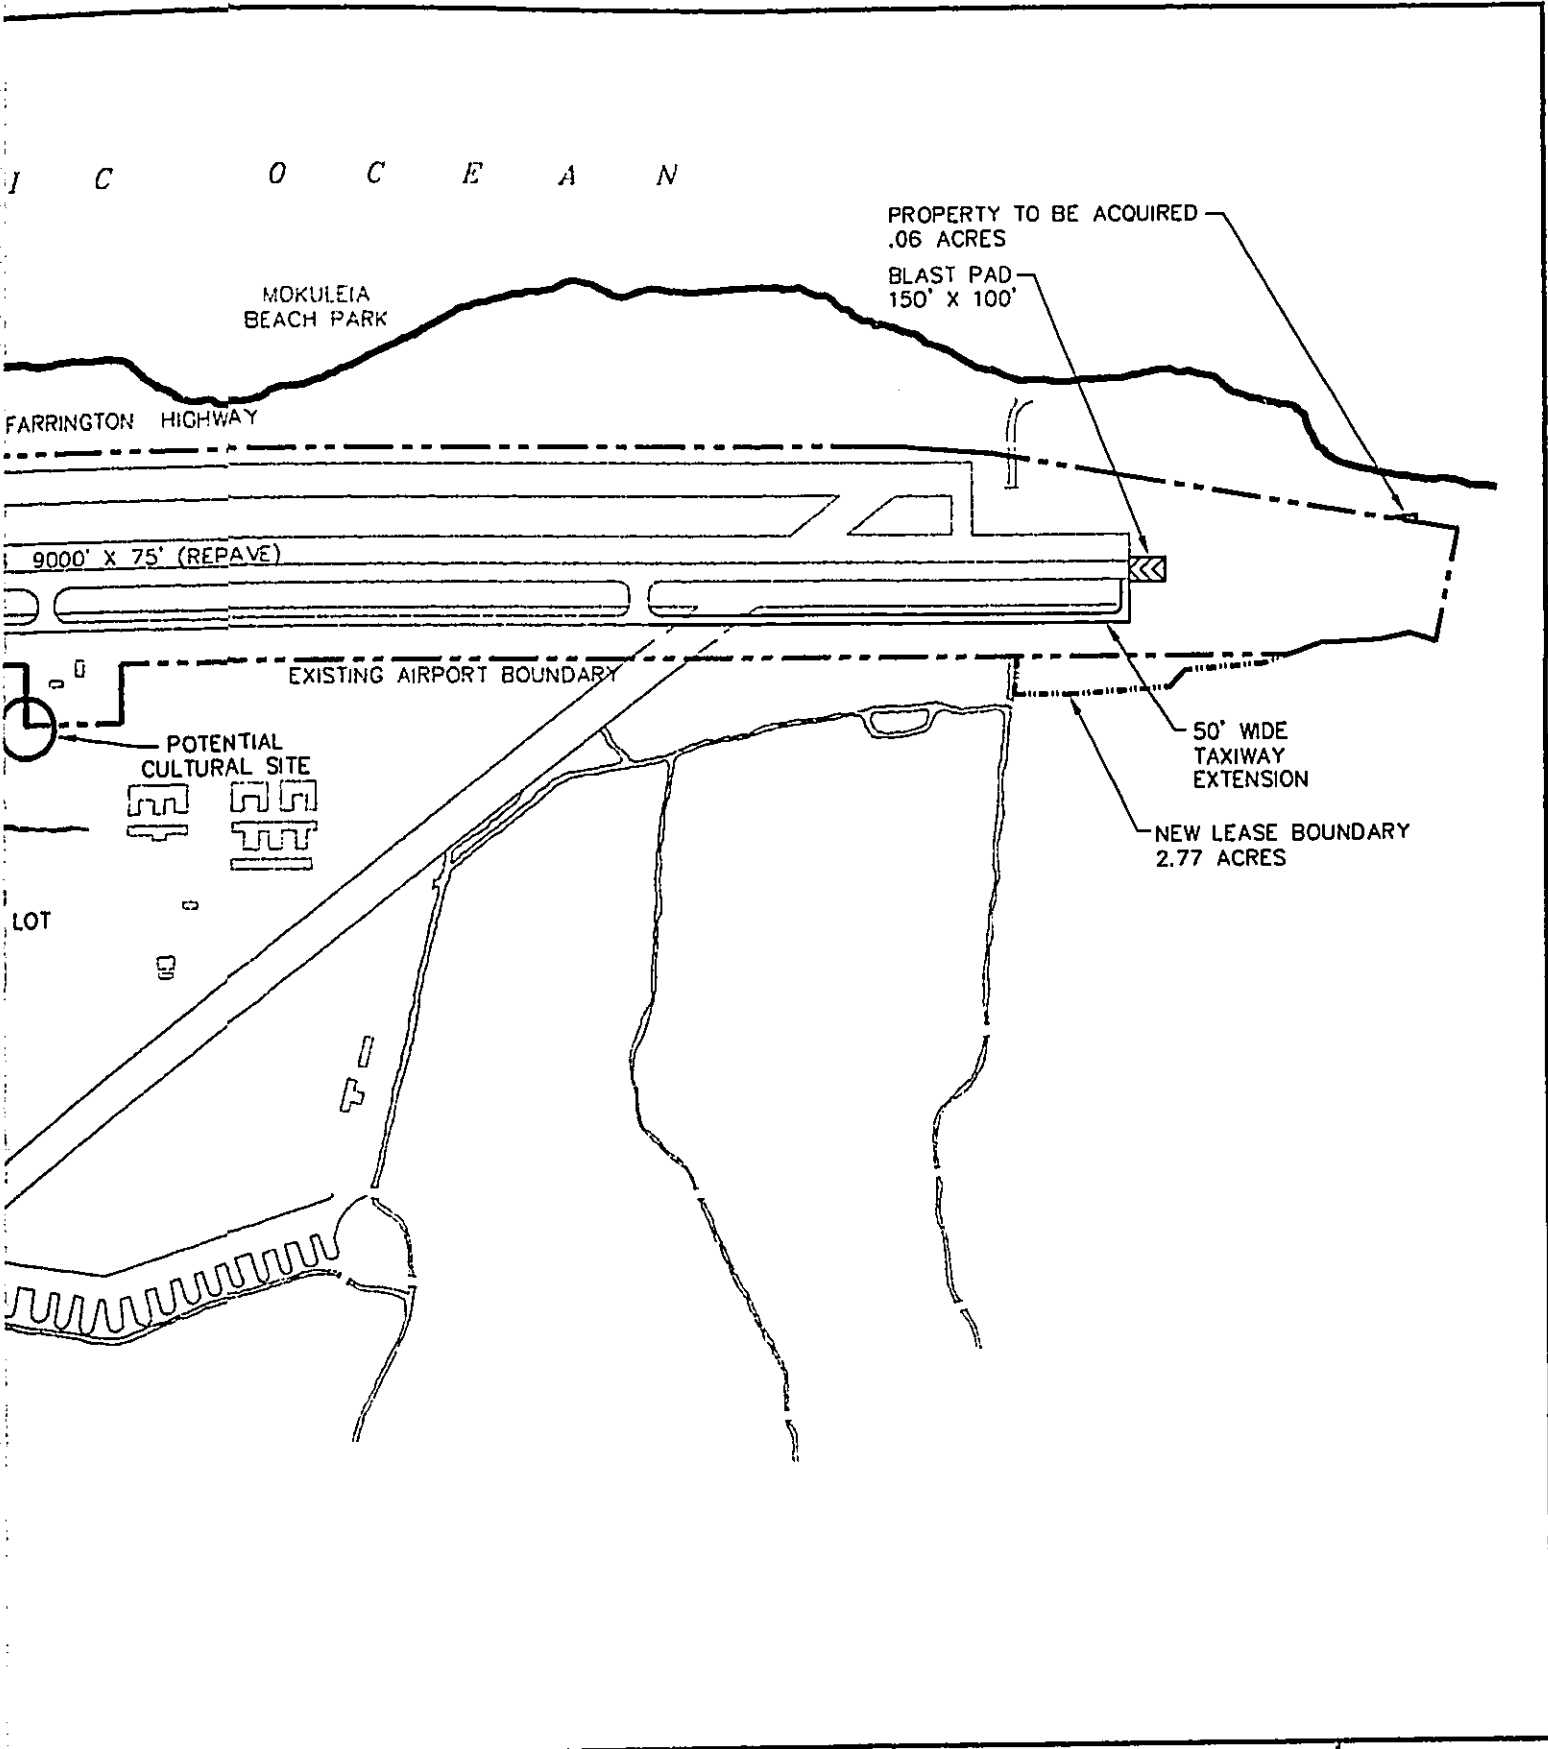 I C OCEAN
PROPERTY TO BE ACQUIRED
.06 ACRES
BLAST PAD
150' X 100'
MOKULEIA
BEACH PARK
FARRINGTON HIGHWAY
9000' X 75' (REPAVE)
EXISTING AIRPORT BOUNDARY
POTENTIAL
CULTURAL SITE
50' WIDE
TAXIWAY
EXTENSION
NEW LEASE BOUNDARY
2.77 ACRES
LOT